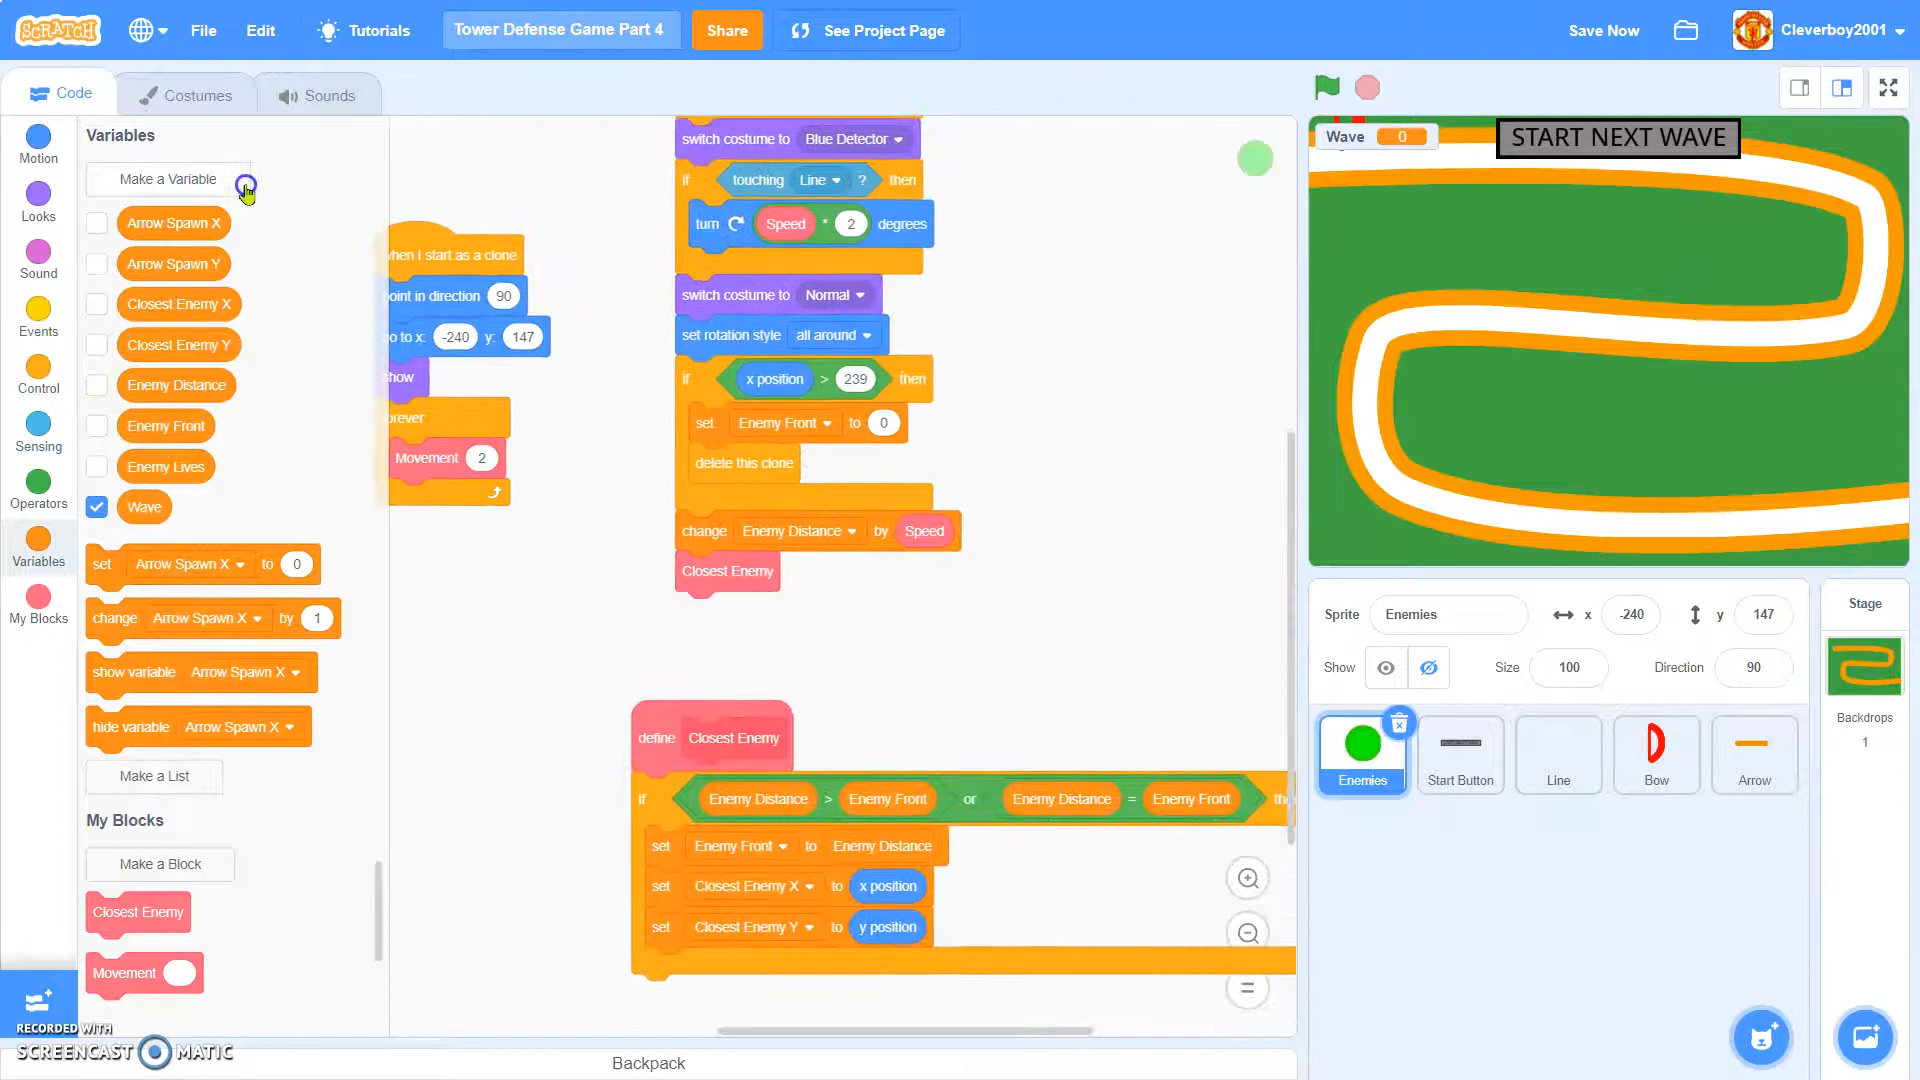 SCRATCH
File
Edit
Tutorials
Tower Defense Game Part 4
Share
See Project Page
Save Now
Cleverboy2001
Code
Costumes
Sounds
Motion
Looks
Sound
Events
Control
Sensing
Operators
Variables
My Blocks
Variables
Make a Variable
Arrow Spawn X
Arrow Spawn Y
Closest Enemy X
Closest Enemy Y
Enemy Distance
Enemy Front
Enemy Lives
Wave
set Arrow Spawn X to 0
change Arrow Spawn X by 1
show variable Arrow Spawn X
hide variable Arrow Spawn X
Make a List
My Blocks
Make a Block
Closest Enemy
Movement
when I start as a clone
point in direction 90
go to x: -240 y: 147
show
forever
Movement 2
switch costume to Blue Detector
if touching Line ? then
turn Speed * 2 degrees
switch costume to Normal
set rotation style all around
if x position > 239 then
set Enemy Front to 0
delete this clone
change Enemy Distance by Speed
Closest Enemy
define Closest Enemy
if Enemy Distance > Enemy Front or Enemy Distance = Enemy Front th
set Enemy Front to Enemy Distance
set Closest Enemy X to x position
set Closest Enemy Y to y position
Wave 0
START NEXT WAVE
Sprite Enemies x -240 y 147
Show Size 100 Direction 90
Enemies
Start Button
Line
Bow
Arrow
Stage
Backdrops
1
Backpack
RECORDED WITH
SCREENCAST MATIC